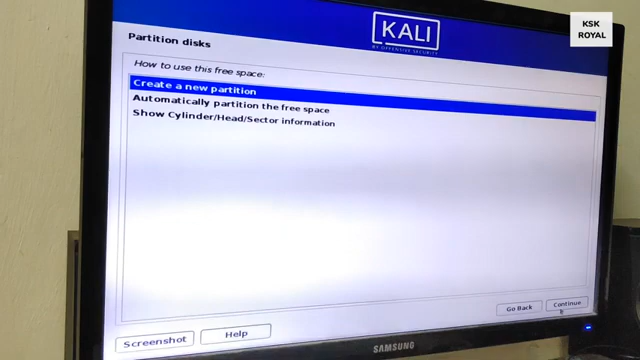 KALI
BY OFFENSIVE SECURITY
KSK
ROYAL
Partition disks
How to use this free space:
Create a new partition
Automatically partition the free space
Show Cylinder/Head/Sector information
Go Back
Continue
Screenshot
Help
SAMSUNG